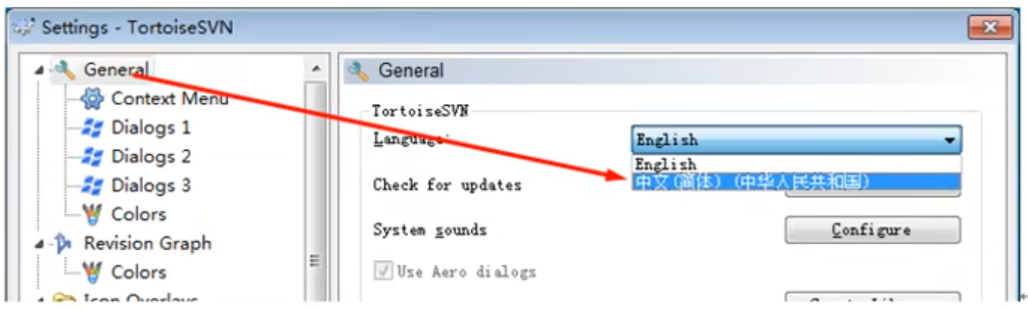 Settings - TortoiseSVN
General
Context Menu
Dialogs 1
Dialogs 2
Dialogs 3
Colors
Revision Graph
Colors
Icon Overlays
General
TortoiseSVN
Language:
English
English
中文(简体) (中华人民共和国)
Check for updates
System sounds
Configure
Use Aero dialogs